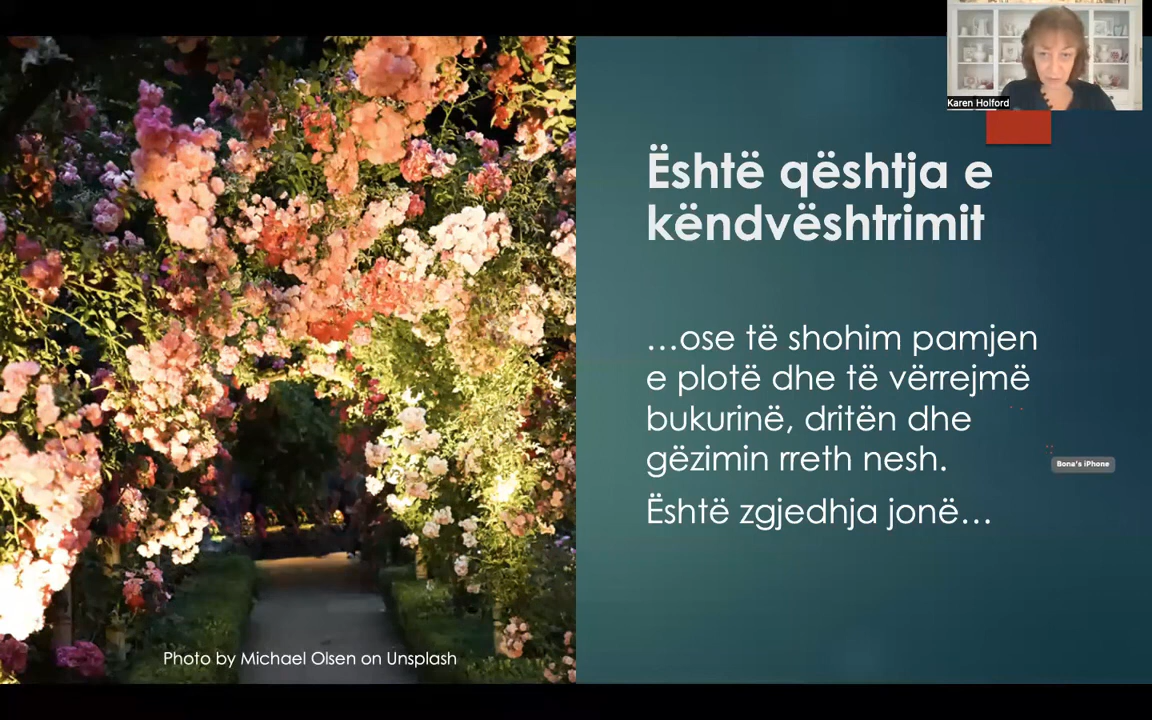 Karen Holford
Është qështja e
këndvështrimit
…ose të shohim pamjen
e plotë dhe të vërrejmë
bukurinë, dritën dhe
gëzimin rreth nesh.
Bona's iPhone
Është zgjedhja jonë…
Photo by Michael Olsen on Unsplash